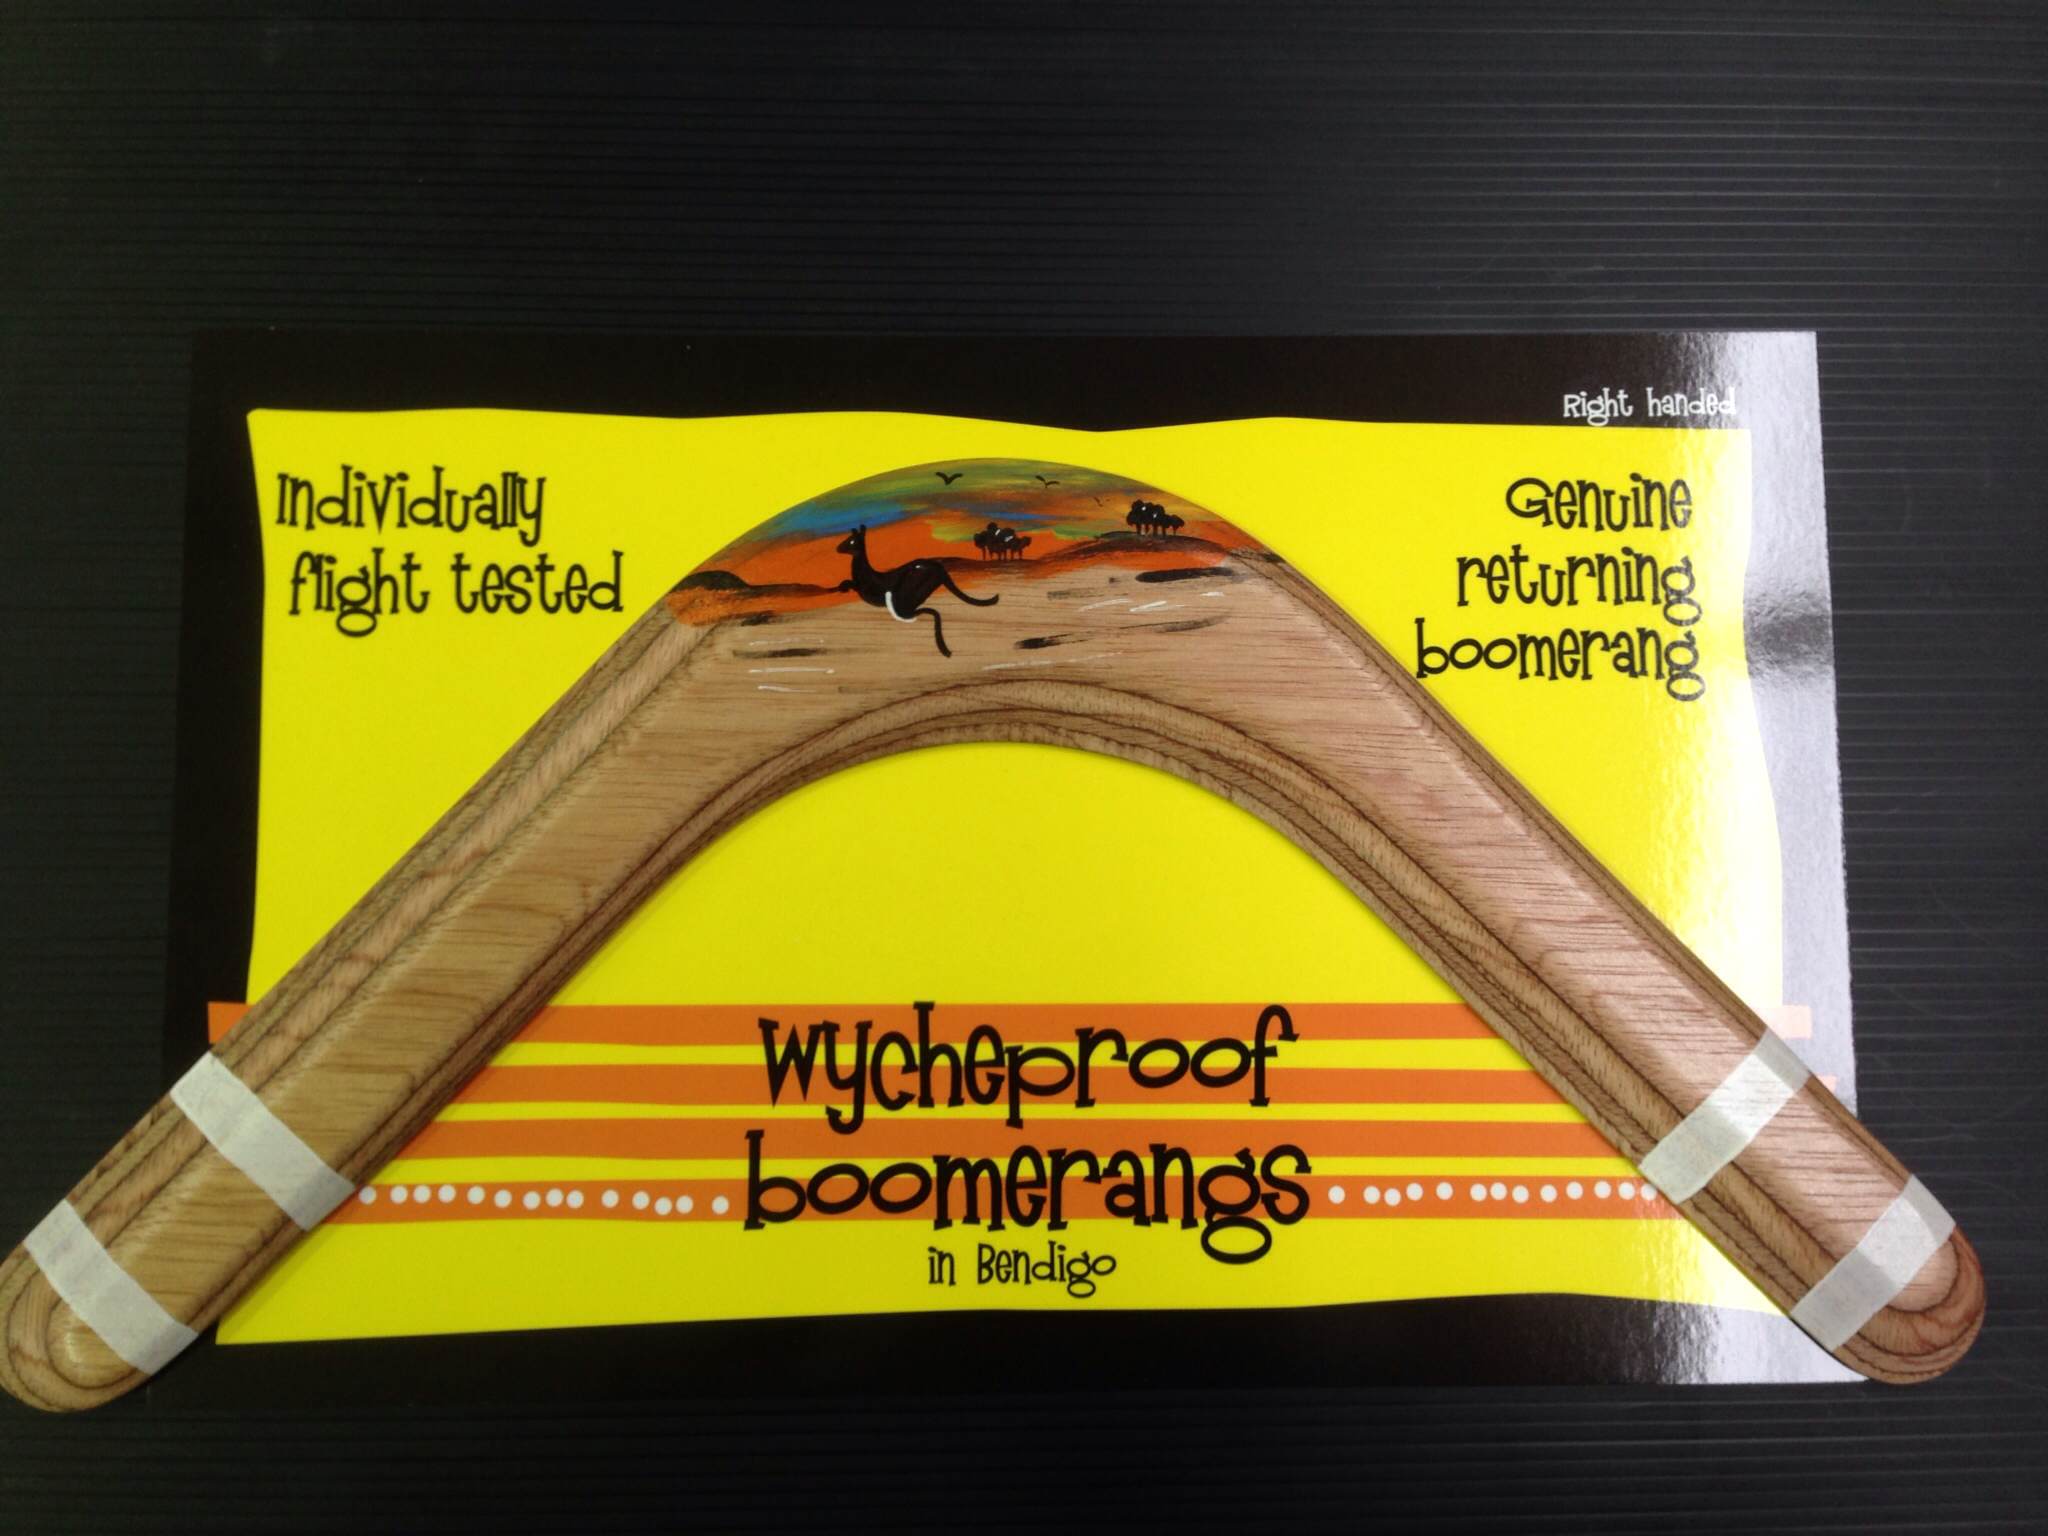 Right handed
Individually
flight tested
Genuine
returning
boomerang
wycheproof
boomerangs
in Bendigo